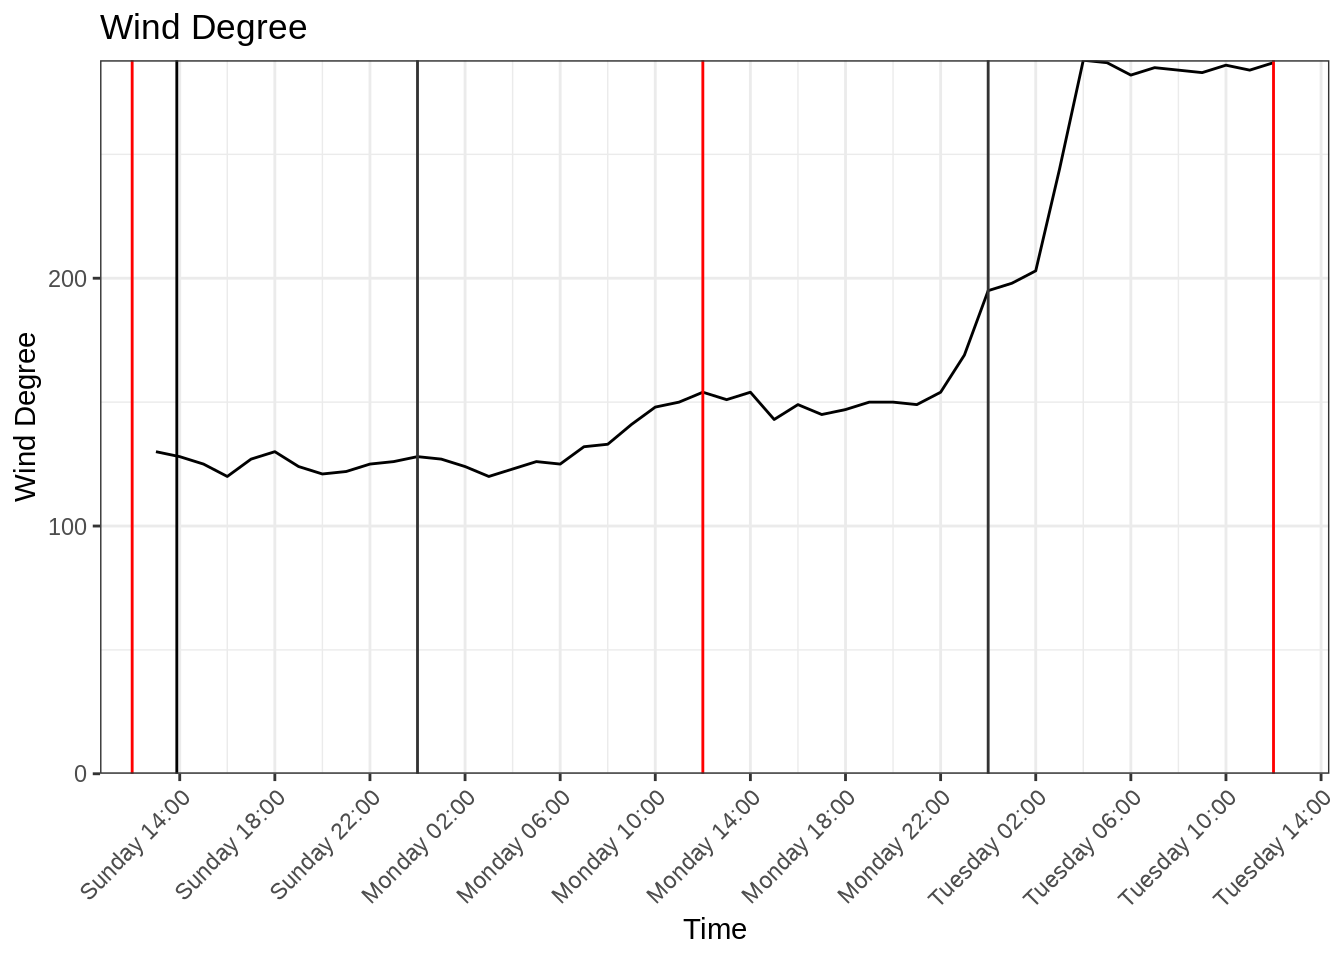 Wind Degree
Wind Degree
200
100
0
Sunday 14:00
Sunday 18:00
Sunday 22:00
Monday 02:00
Monday 06:00
Monday 10:00
Monday 14:00
Monday 18:00
Monday 22:00
Tuesday 02:00
Tuesday 06:00
Tuesday 10:00
Tuesday 14:00
Time